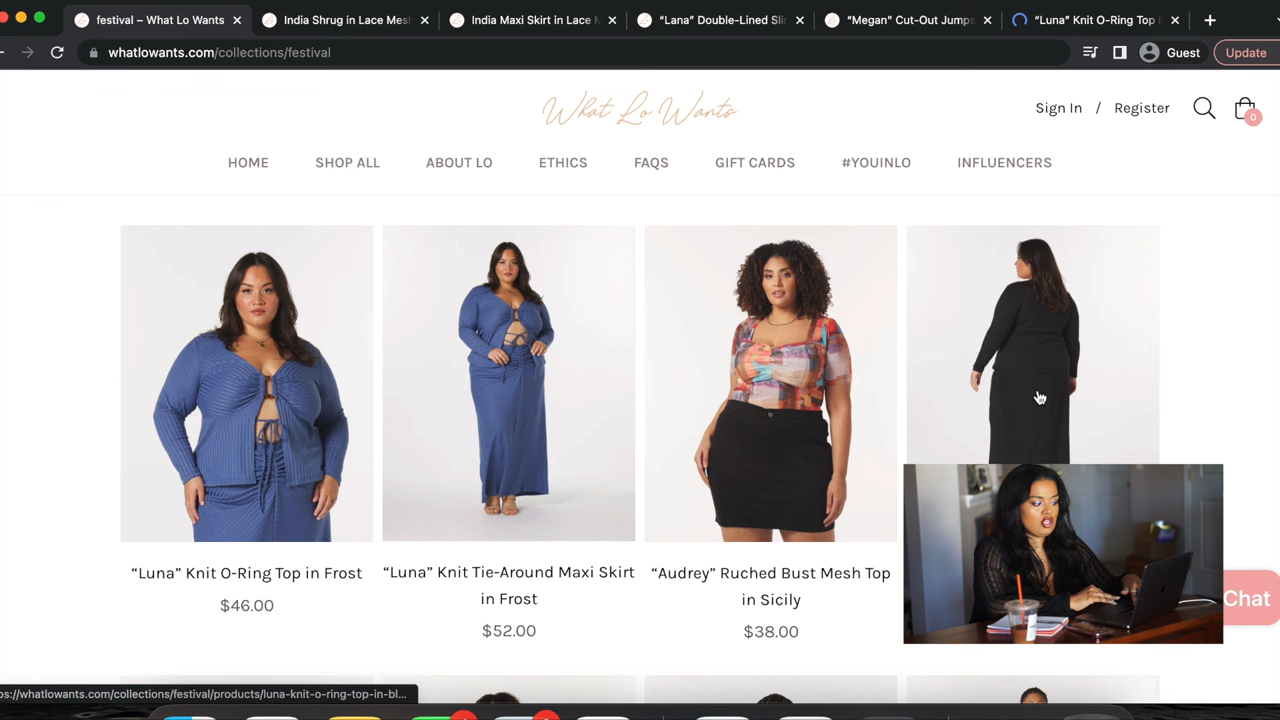 festival – What Lo Wants
India Shrug in Lace Mesh
India Maxi Skirt in Lace M
“Lana” Double-Lined Sli
“Megan” Cut-Out Jumps
“Luna” Knit O-Ring Top i
whatlowants.com/collections/festival
Guest
Update
What Lo Wants
Sign In / Register
0
HOME
SHOP ALL
ABOUT LO
ETHICS
FAQS
GIFT CARDS
#YOUINLO
INFLUENCERS
“Luna” Knit O-Ring Top in Frost
$46.00
“Luna” Knit Tie-Around Maxi Skirt
in Frost
$52.00
“Audrey” Ruched Bust Mesh Top
in Sicily
$38.00
Chat
ps://whatlowants.com/collections/festival/products/luna-knit-o-ring-top-in-bl...